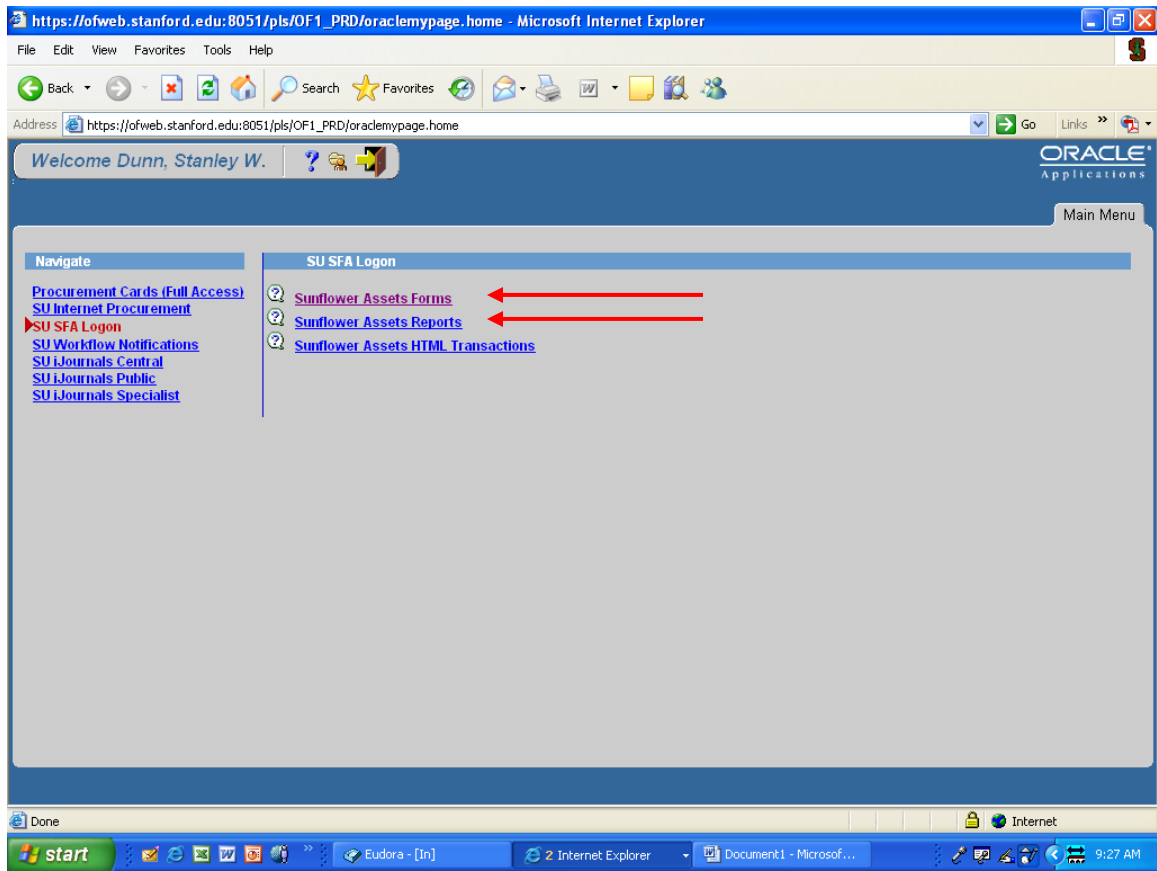 https://ofweb.stanford.edu:8051/pls/OF1_PRD/oraclemypage.home - Microsoft Internet Explorer
File Edit View Favorites Tools Help
Back Search Favorites
Address https://ofweb.stanford.edu:8051/pls/OF1_PRD/oraclemypage.home Go Links »
Welcome Dunn, Stanley W.
ORACLE
Applications
Main Menu
Navigate
Procurement Cards (Full Access)
SU Internet Procurement
SU SFA Logon
SU Workflow Notifications
SU iJournals Central
SU iJournals Public
SU iJournals Specialist
SU SFA Logon
Sunflower Assets Forms
Sunflower Assets Reports
Sunflower Assets HTML Transactions
Done Internet
start » Eudora - [In] 2 Internet Explorer Document1 - Microsof... 9:27 AM